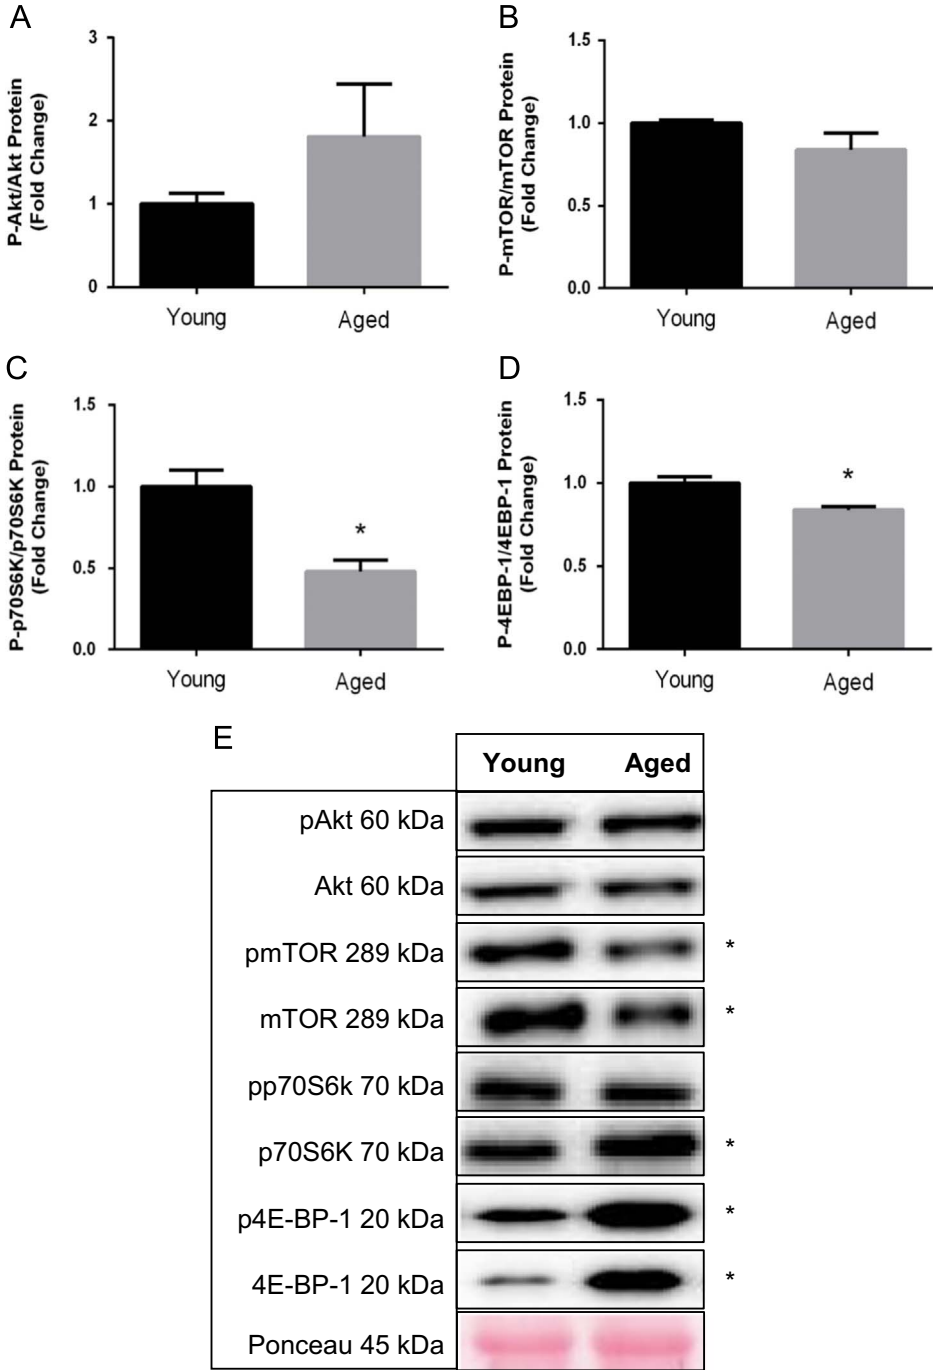 A
P-Akt/Akt Protein
(Fold Change)
3
2
1
0
Young
Aged
B
P-mTOR/mTOR Protein
(Fold Change)
1.5
1.0
0.5
0.0
Young
Aged
C
P-p70S6K/p70S6K Protein
(Fold Change)
1.5
1.0
0.5
0.0
*
Young
Aged
D
P-4EBP-1/4EBP-1 Protein
(Fold Change)
1.5
1.0
0.5
0.0
*
Young
Aged
E
Young Aged
pAkt 60 kDa
Akt 60 kDa
pmTOR 289 kDa *
mTOR 289 kDa *
pp70S6k 70 kDa
p70S6K 70 kDa *
p4E-BP-1 20 kDa *
4E-BP-1 20 kDa *
Ponceau 45 kDa